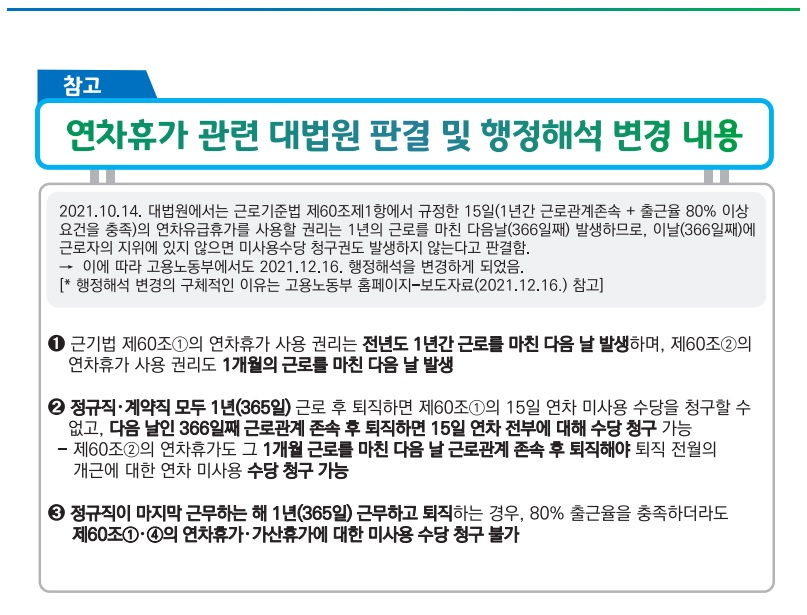 참고
연차휴가 관련 대법원 판결 및 행정해석 변경 내용
2021.10.14. 대법원에서는 근로기준법 제60조제1항에서 규정한 15일(1년간 근로관계존속 + 출근율 80% 이상
요건을 충족)의 연차유급휴가를 사용할 권리는 1년의 근로를 마친 다음날(366일째) 발생하므로, 이날(366일째)에
근로자의 지위에 있지 않으면 미사용수당 청구권도 발생하지 않는다고 판결함.
→ 이에 따라 고용노동부에서도 2021.12.16. 행정해석을 변경하게 되었음.
[* 행정해석 변경의 구체적인 이유는 고용노동부 홈페이지-보도자료(2021.12.16.) 참고]
❶ 근기법 제60조①의 연차휴가 사용 권리는 전년도 1년간 근로를 마친 다음 날 발생하며, 제60조②의
연차휴가 사용 권리도 1개월의 근로를 마친 다음 날 발생
❷ 정규직·계약직 모두 1년(365일) 근로 후 퇴직하면 제60조①의 15일 연차 미사용 수당을 청구할 수
없고, 다음 날인 366일째 근로관계 존속 후 퇴직하면 15일 연차 전부에 대해 수당 청구 가능
- 제60조②의 연차휴가도 그 1개월 근로를 마친 다음 날 근로관계 존속 후 퇴직해야 퇴직 전월의
개근에 대한 연차 미사용 수당 청구 가능
❸ 정규직이 마지막 근무하는 해 1년(365일) 근무하고 퇴직하는 경우, 80% 출근율을 충족하더라도
제60조①·④의 연차휴가·가산휴가에 대한 미사용 수당 청구 불가